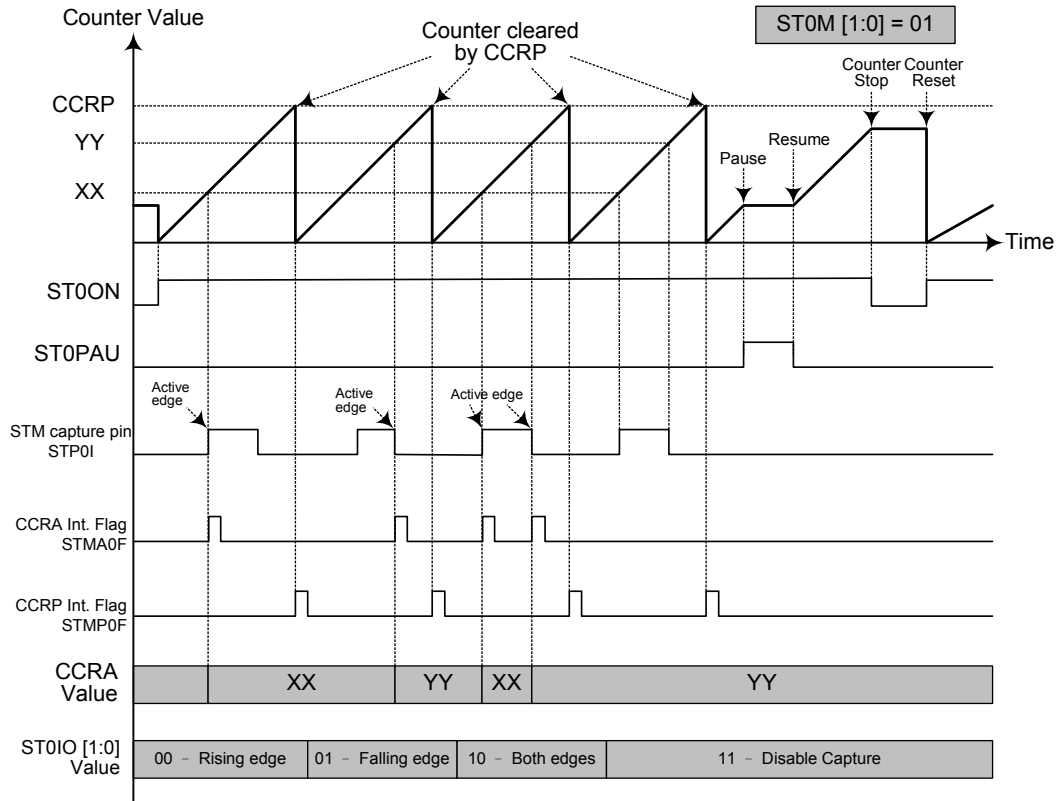 Counter Value
ST0M [1:0] = 01
Counter cleared
by CCRP
Counter
Stop
Counter
Reset
CCRP
YY
XX
Pause
Resume
Time
ST0ON
ST0PAU
Active
edge
Active
edge
Active edge
STM capture pin
STP0I
CCRA Int. Flag
STMA0F
CCRP Int. Flag
STMP0F
CCRA
Value
XX
YY
XX
YY
ST0IO [1:0]
Value
00 - Rising edge
01 - Falling edge
10 - Both edges
11 - Disable Capture